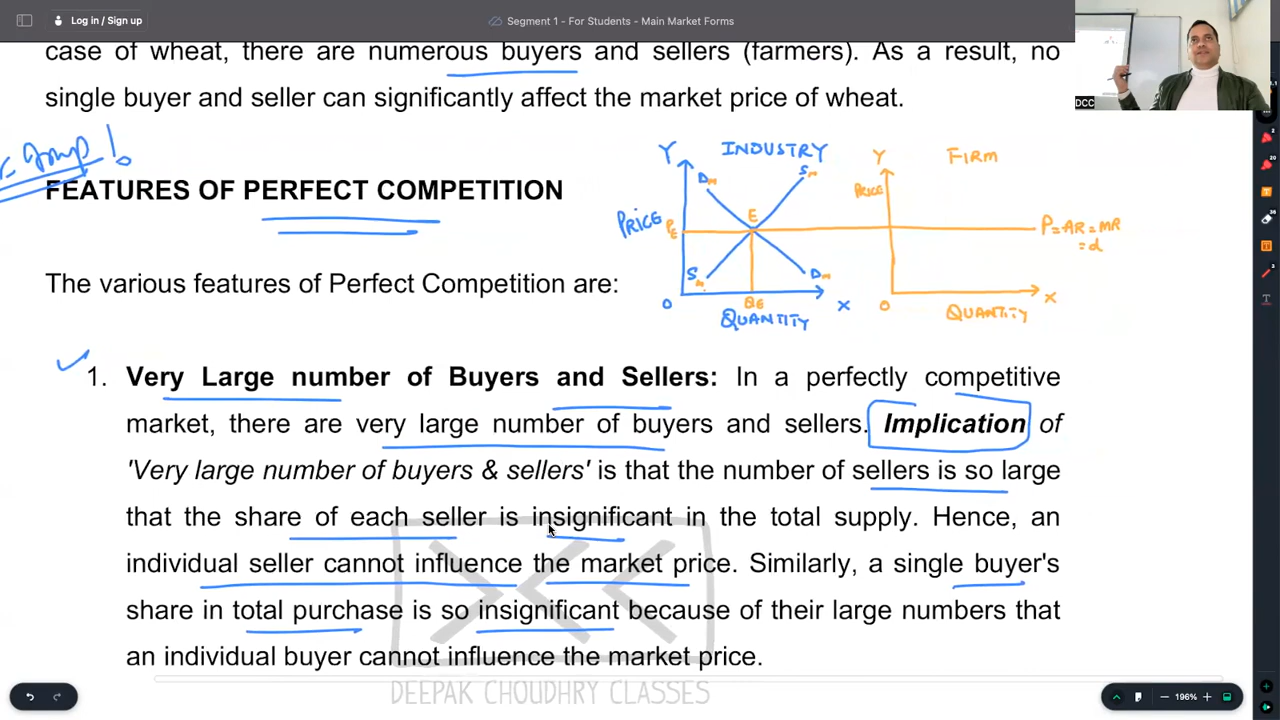 Log in / Sign up
Segment 1 - For Students - Main Market Forms
case of wheat, there are numerous buyers and sellers (farmers). As a result, no
single buyer and seller can significantly affect the market price of wheat.
DCC
FEATURES OF PERFECT COMPETITION
The various features of Perfect Competition are:
Y INDUSTRY
Dm Sm
PRICE PE E
Sm Dm
O QE X
QUANTITY
Y FIRM
PRICE
P=AR=MR
=d
O QUANTITY X
1. Very Large number of Buyers and Sellers: In a perfectly competitive
market, there are very large number of buyers and sellers. Implication of
'Very large number of buyers & sellers' is that the number of sellers is so large
that the share of each seller is insignificant in the total supply. Hence, an
individual seller cannot influence the market price. Similarly, a single buyer's
share in total purchase is so insignificant because of their large numbers that
an individual buyer cannot influence the market price.
DEEPAK CHOUDHRY CLASSES
196%